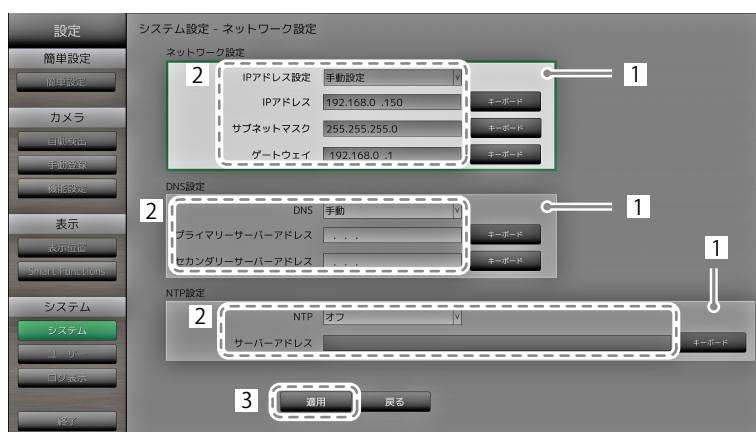 設定
簡単設定
簡単設定
カメラ
自動検出
手動登録
機能設定
表示
表示位置
Smart Functions
システム
システム
ユーザー
ログ表示
終了
システム設定 - ネットワーク設定
ネットワーク設定
2
1
IPアドレス設定 手動設定
IPアドレス 192.168.0 .150 キーボード
サブネットマスク 255.255.255.0 キーボード
ゲートウェイ 192.168.0 .1 キーボード
DNS設定
2
1
DNS 手動
プライマリーサーバーアドレス . . . キーボード
セカンダリーサーバーアドレス . . . キーボード
1
NTP設定
2
NTP オフ
サーバーアドレス キーボード
3
適用 戻る